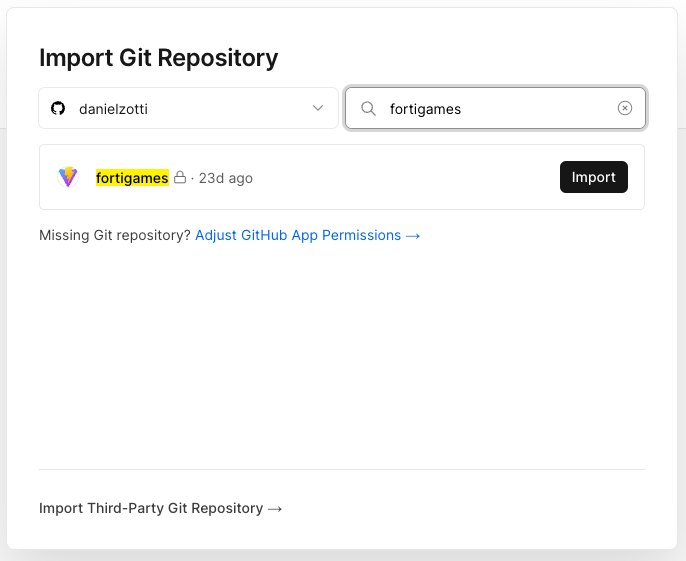 Import Git Repository
danielzotti
fortigames
fortigames · 23d ago
Import
Missing Git repository? Adjust GitHub App Permissions →
Import Third-Party Git Repository →